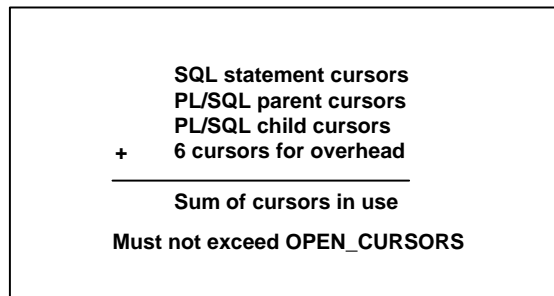 SQL statement cursors
PL/SQL parent cursors
PL/SQL child cursors
+ 6 cursors for overhead
Sum of cursors in use
Must not exceed OPEN_CURSORS